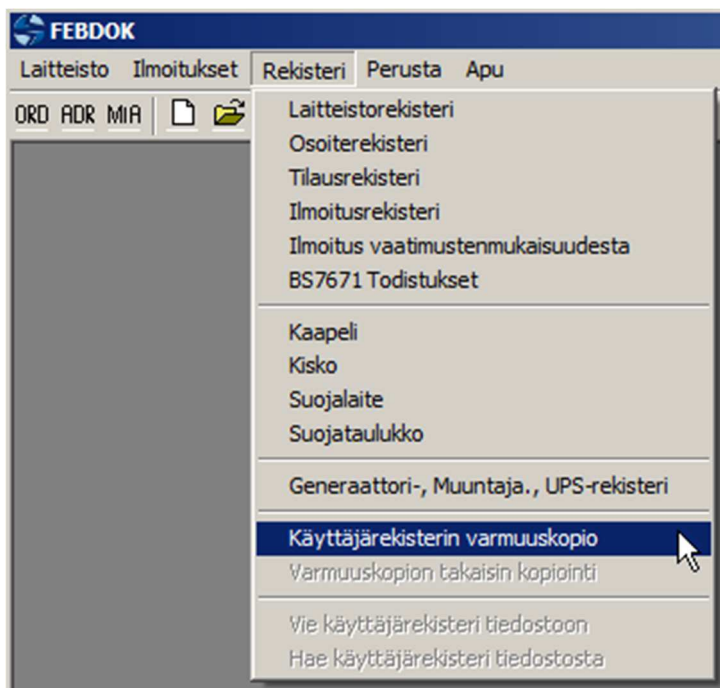 FEBDOK
Laitteisto Ilmoitukset Rekisteri Perusta Apu
ORD ADR MIA
Laitteistorekisteri
Osoiterekisteri
Tilausrekisteri
Ilmoitusrekisteri
Ilmoitus vaatimustenmukaisuudesta
BS7671 Todistukset
Kaapeli
Kisko
Suojalaite
Suojataulukko
Generaattori-, Muuntaja., UPS-rekisteri
Käyttäjärekisterin varmuuskopio
Varmuuskopion takaisin kopiointi
Vie käyttäjärekisteri tiedostoon
Hae käyttäjärekisteri tiedostosta